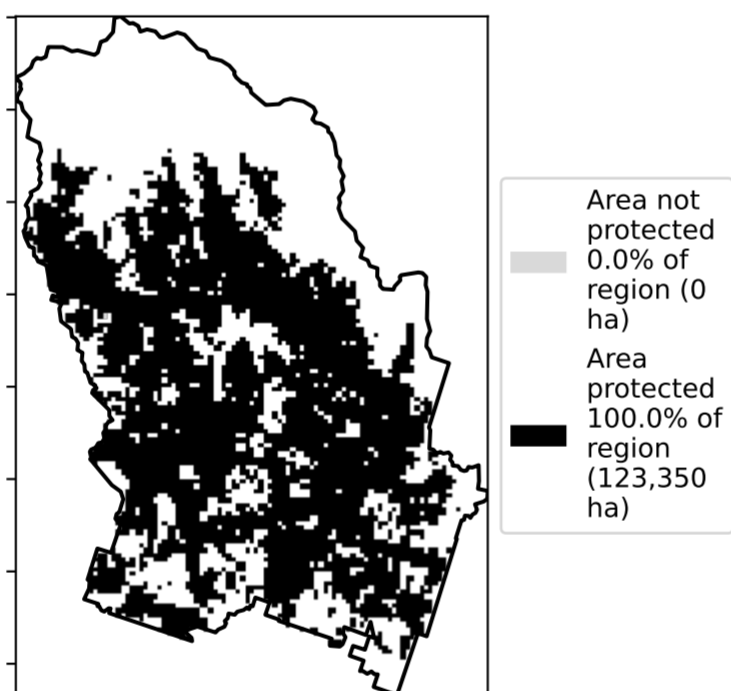 Area not
protected
0.0% of
region (0
ha)
Area
protected
100.0% of
region
(123,350
ha)